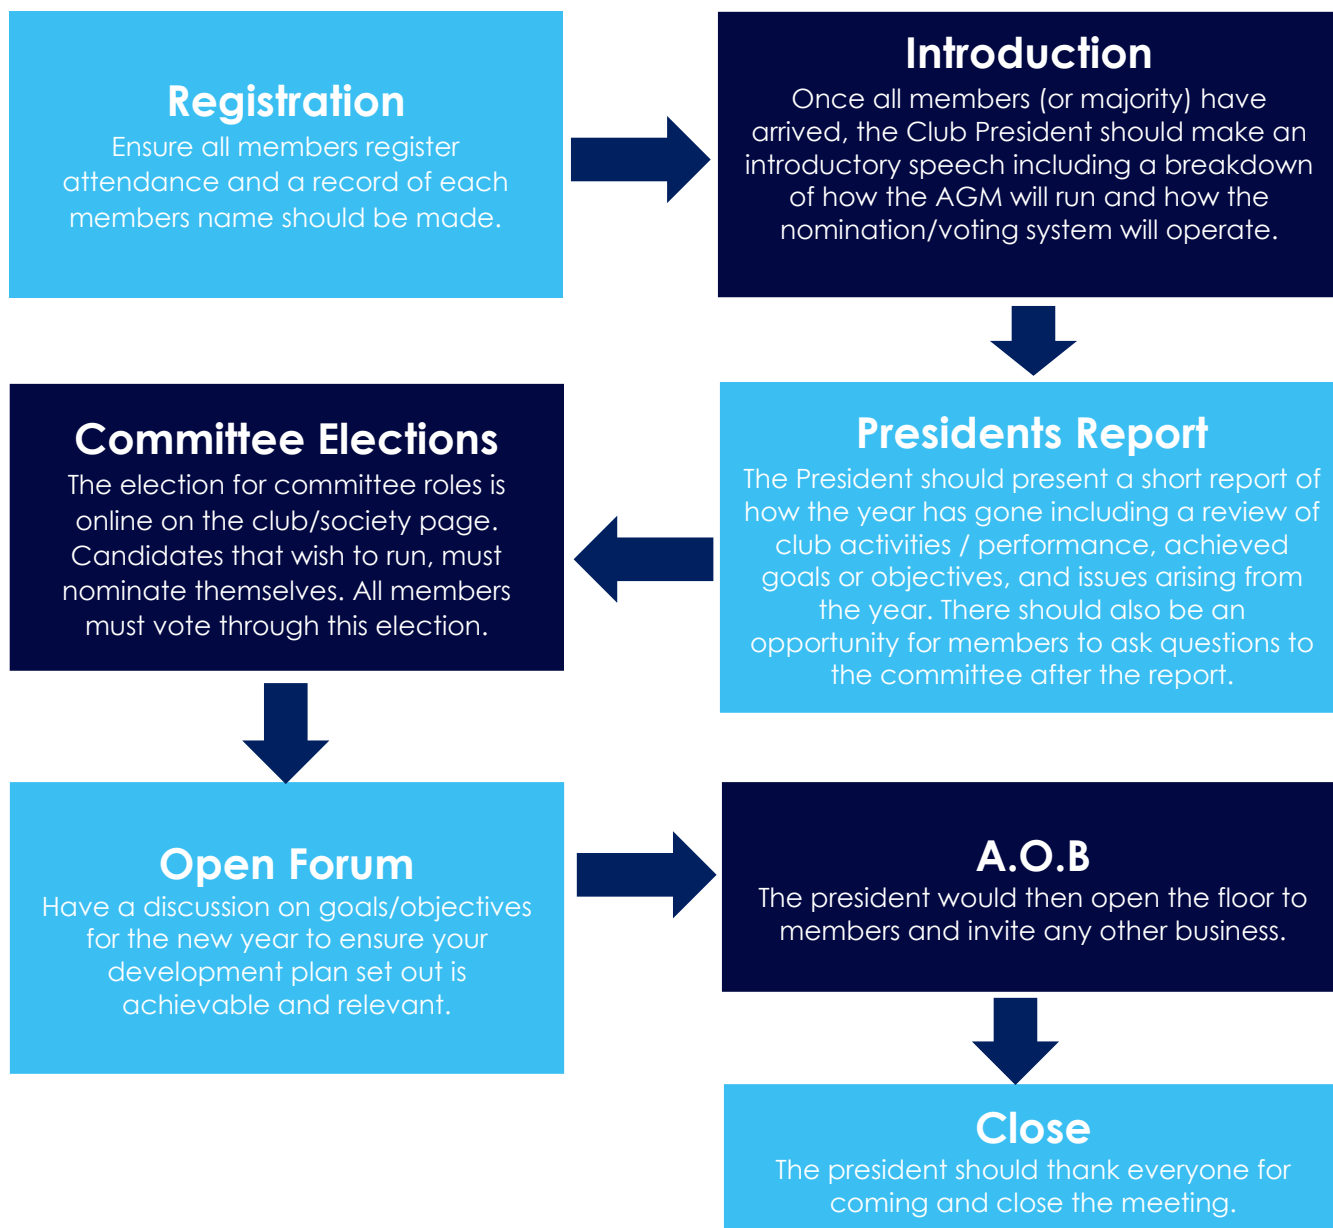 Registration
Ensure all members register
attendance and a record of each
members name should be made.
Introduction
Once all members (or majority) have
arrived, the Club President should make an
introductory speech including a breakdown
of how the AGM will run and how the
nomination/voting system will operate.
Presidents Report
The President should present a short report of
how the year has gone including a review of
club activities / performance, achieved
goals or objectives, and issues arising from
the year. There should also be an
opportunity for members to ask questions to
the committee after the report.
Committee Elections
The election for committee roles is
online on the club/society page.
Candidates that wish to run, must
nominate themselves. All members
must vote through this election.
Open Forum
Have a discussion on goals/objectives
for the new year to ensure your
development plan set out is
achievable and relevant.
A.O.B
The president would then open the floor to
members and invite any other business.
Close
The president should thank everyone for
coming and close the meeting.